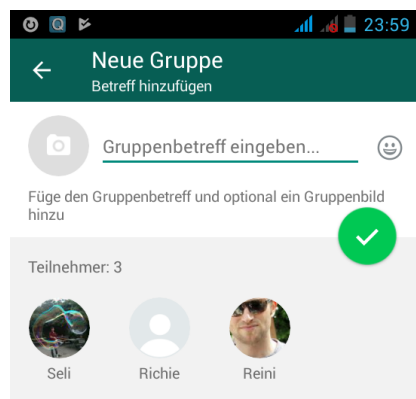 23:59
Neue Gruppe
Betreff hinzufügen
Gruppenbetreff eingeben...
Füge den Gruppenbetreff und optional ein Gruppenbild
hinzu
Teilnehmer: 3
Seli Richie Reini